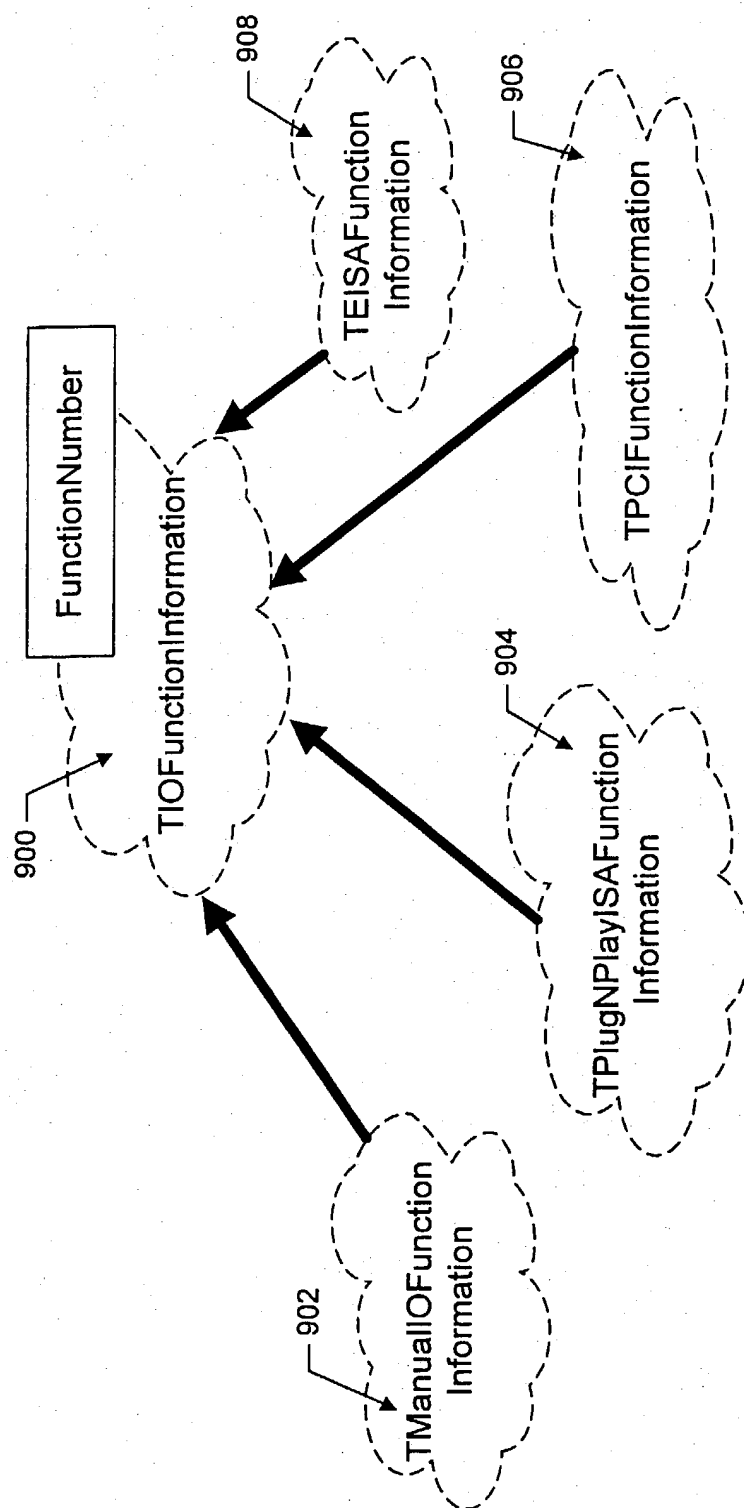 FunctionNumber
900
TIOFunctionInformation
908
TEISAFunction
Information
902
TManualIOFunction
Information
904
TPlugNPlayISAFunction
Information
906
TPCIFunctionInformation